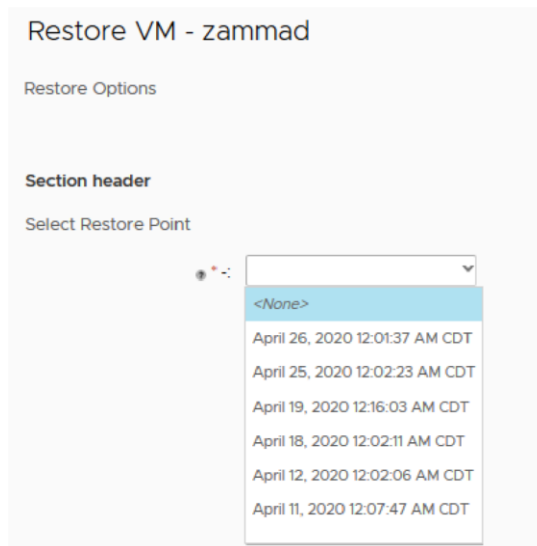 Restore VM - zammad
Restore Options
Section header
Select Restore Point
* -:
<None>
April 26, 2020 12:01:37 AM CDT
April 25, 2020 12:02:23 AM CDT
April 19, 2020 12:16:03 AM CDT
April 18, 2020 12:02:11 AM CDT
April 12, 2020 12:02:06 AM CDT
April 11, 2020 12:07:47 AM CDT